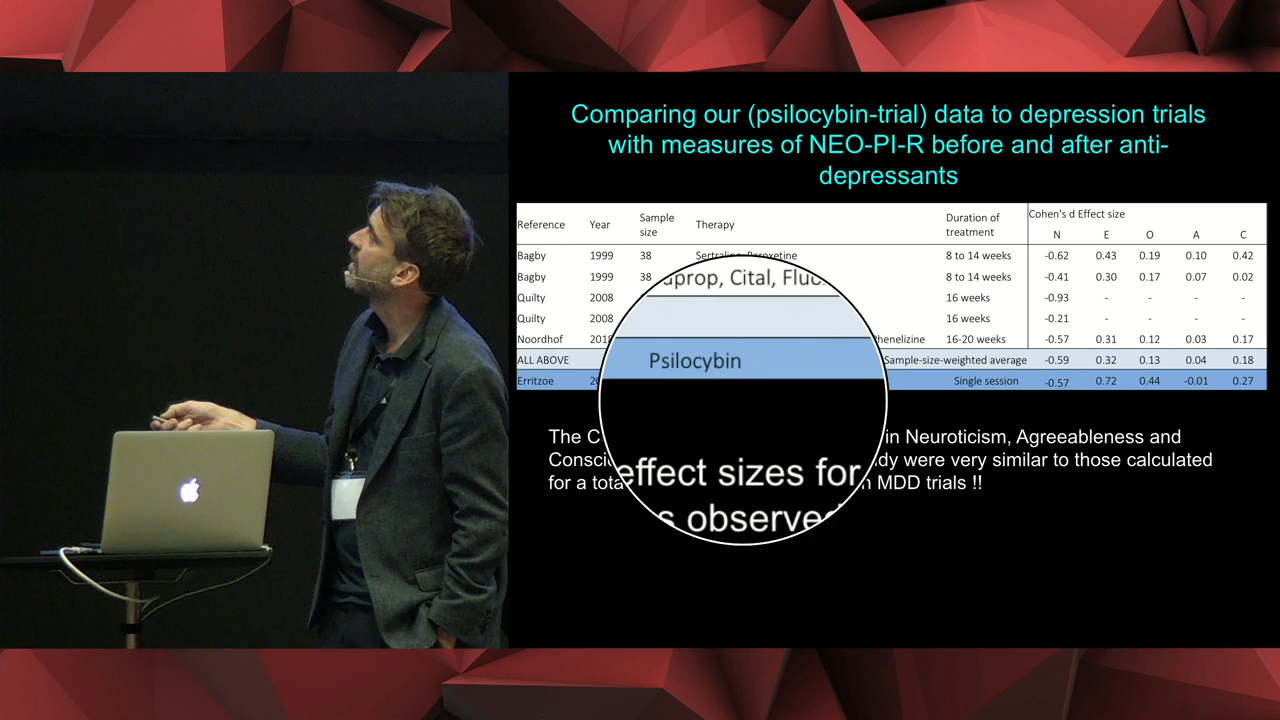 Comparing our (psilocybin-trial) data to depression trials
with measures of NEO-PI-R before and after anti-
depressants
Reference Year Sample size Therapy Duration of treatment Cohen's d Effect size
N E O A C
Bagby 1999 38 Sertraline, Paroxetine 8 to 14 weeks -0.62 0.43 0.19 0.10 0.42
Bagby 1999 38 8 to 14 weeks -0.41 0.30 0.17 0.07 0.02
Quilty 2008 16 weeks -0.93 - - - -
Quilty 2008 16 weeks -0.21 - - - -
Noordhof 2018 Phenelizine 16-20 weeks -0.57 0.31 0.12 0.03 0.17
ALL ABOVE Sample-size-weighted average -0.59 0.32 0.13 0.04 0.18
Erritzoe Single session -0.57 0.72 0.44 -0.01 0.27
uprop, Cital, Fluo
Psilocybin
effect sizes for
s observed
The C in Neuroticism, Agreeableness and
were very similar to those calculated
for a MDD trials !!